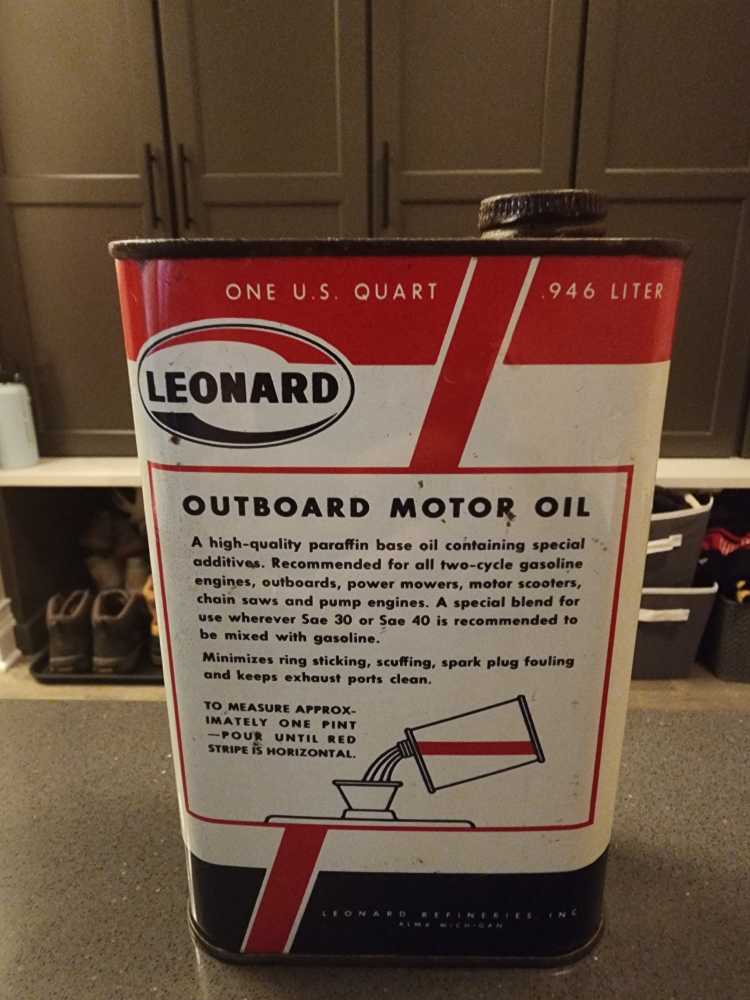 ONE U.S. QUART .946 LITER
LEONARD
OUTBOARD MOTOR OIL
A high-quality paraffin base oil containing special
additives. Recommended for all two-cycle gasoline
engines, outboards, power mowers, motor scooters,
chain saws and pump engines. A special blend for
use wherever Sae 30 or Sae 40 is recommended to
be mixed with gasoline.
Minimizes ring sticking, scuffing, spark plug fouling
and keeps exhaust ports clean.
TO MEASURE APPROX-
IMATELY ONE PINT
—POUR UNTIL RED
STRIPE IS HORIZONTAL.
LEONARD REFINERIES, INC
ALMA MICHIGAN